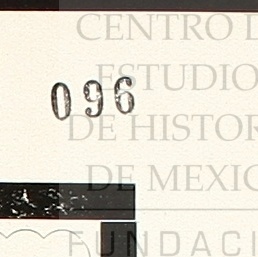 CENTRO D
ESTUDIO
096
DE HISTOR
DE MEXIC
FUNDACI